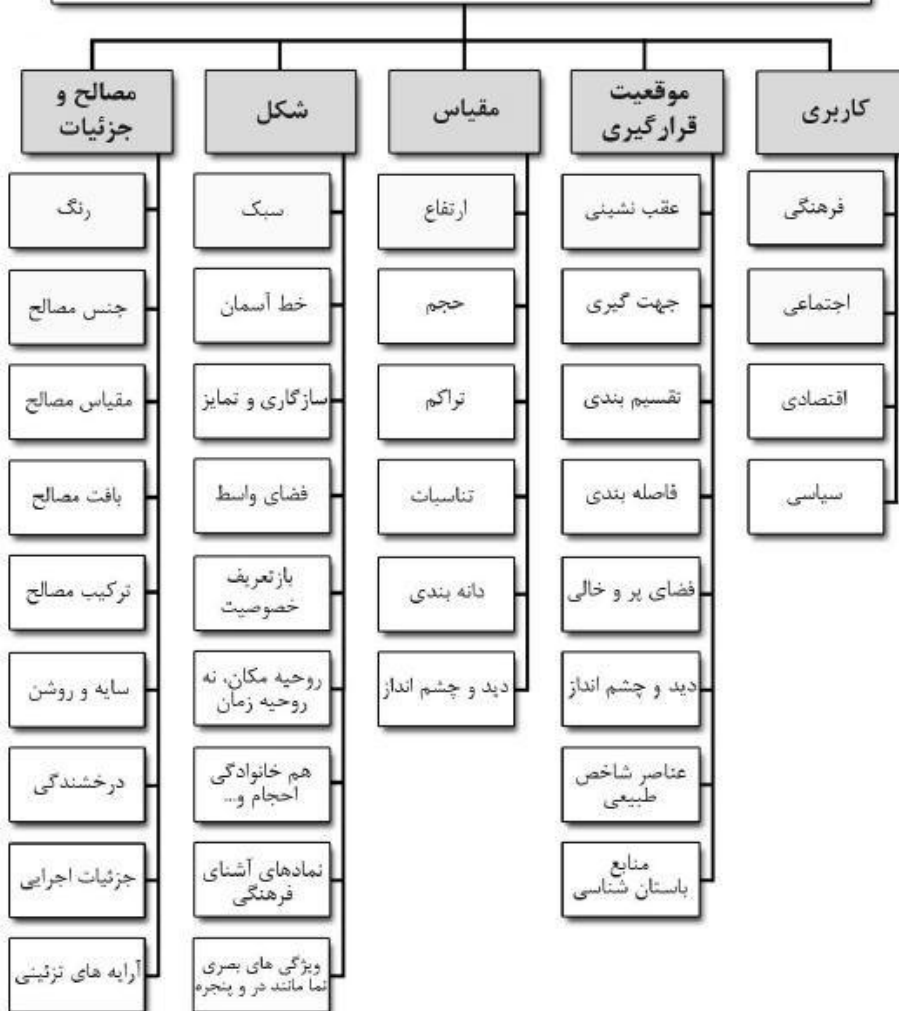 کاربری
فرهنگی
اجتماعی
اقتصادی
سیاسی
موقعیت
قرارگیری
عقب نشینی
جهت گیری
تقسیم بندی
فاصله بندی
فضای پر و خالی
دید و چشم انداز
عناصر شاخص
طبیعی
منابع
باستان شناسی
مقیاس
ارتفاع
حجم
تراکم
تناسبات
دانه بندی
دید و چشم انداز
شکل
سبک
خط آسمان
سازگاری و تمایز
فضای واسط
بازتعریف
خصوصیت
روحیه مکان، نه
روحیه زمان
هم خانوادگی
احجام و...
نمادهای آشنای
فرهنگی
ویژگی های بصری
نما مانند در و پنجره
مصالح و
جزئیات
رنگ
جنس مصالح
مقیاس مصالح
بافت مصالح
ترکیب مصالح
سایه و روشن
درخشندگی
جزئیات اجرایی
آرایه های تزئینی